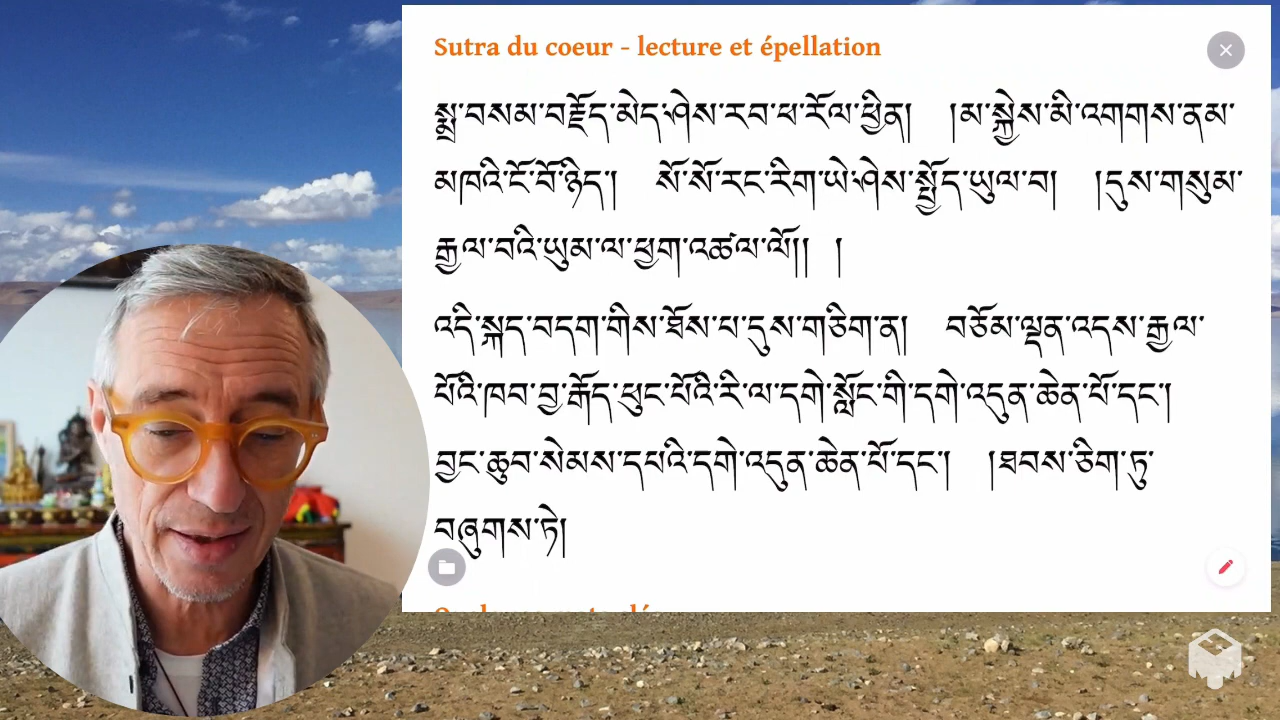 Sutra du coeur - lecture et épellation
སྨྲ་བསམ་བརྗོད་མེད་ཤེས་རབ་ཕ་རོལ་ཕྱིན། །མ་སྐྱེས་མི་འགགས་ནམ་
མཁའི་ངོ་བོ་ཉིད་། སོ་སོ་རང་རིག་ཡེ་ཤེས་སྤྱོད་ཡུལ་བ། །དུས་གསུམ་
རྒྱལ་བའི་ཡུམ་ལ་ཕྱག་འཚལ་ལོ།། །
འདི་སྐད་བདག་གིས་ཐོས་པ་དུས་གཅིག་ན། བཅོམ་ལྡན་འདས་རྒྱལ་
པོའི་ཁབ་བྱ་རྒོད་ཕུང་པོའི་རི་ལ་དགེ་སློང་གི་དགེ་འདུན་ཆེན་པོ་དང་།
བྱང་ཆུབ་སེམས་དཔའི་དགེ་འདུན་ཆེན་པོ་དང་། །ཐབས་ཅིག་ཏུ་
བཞུགས་ཏེ།